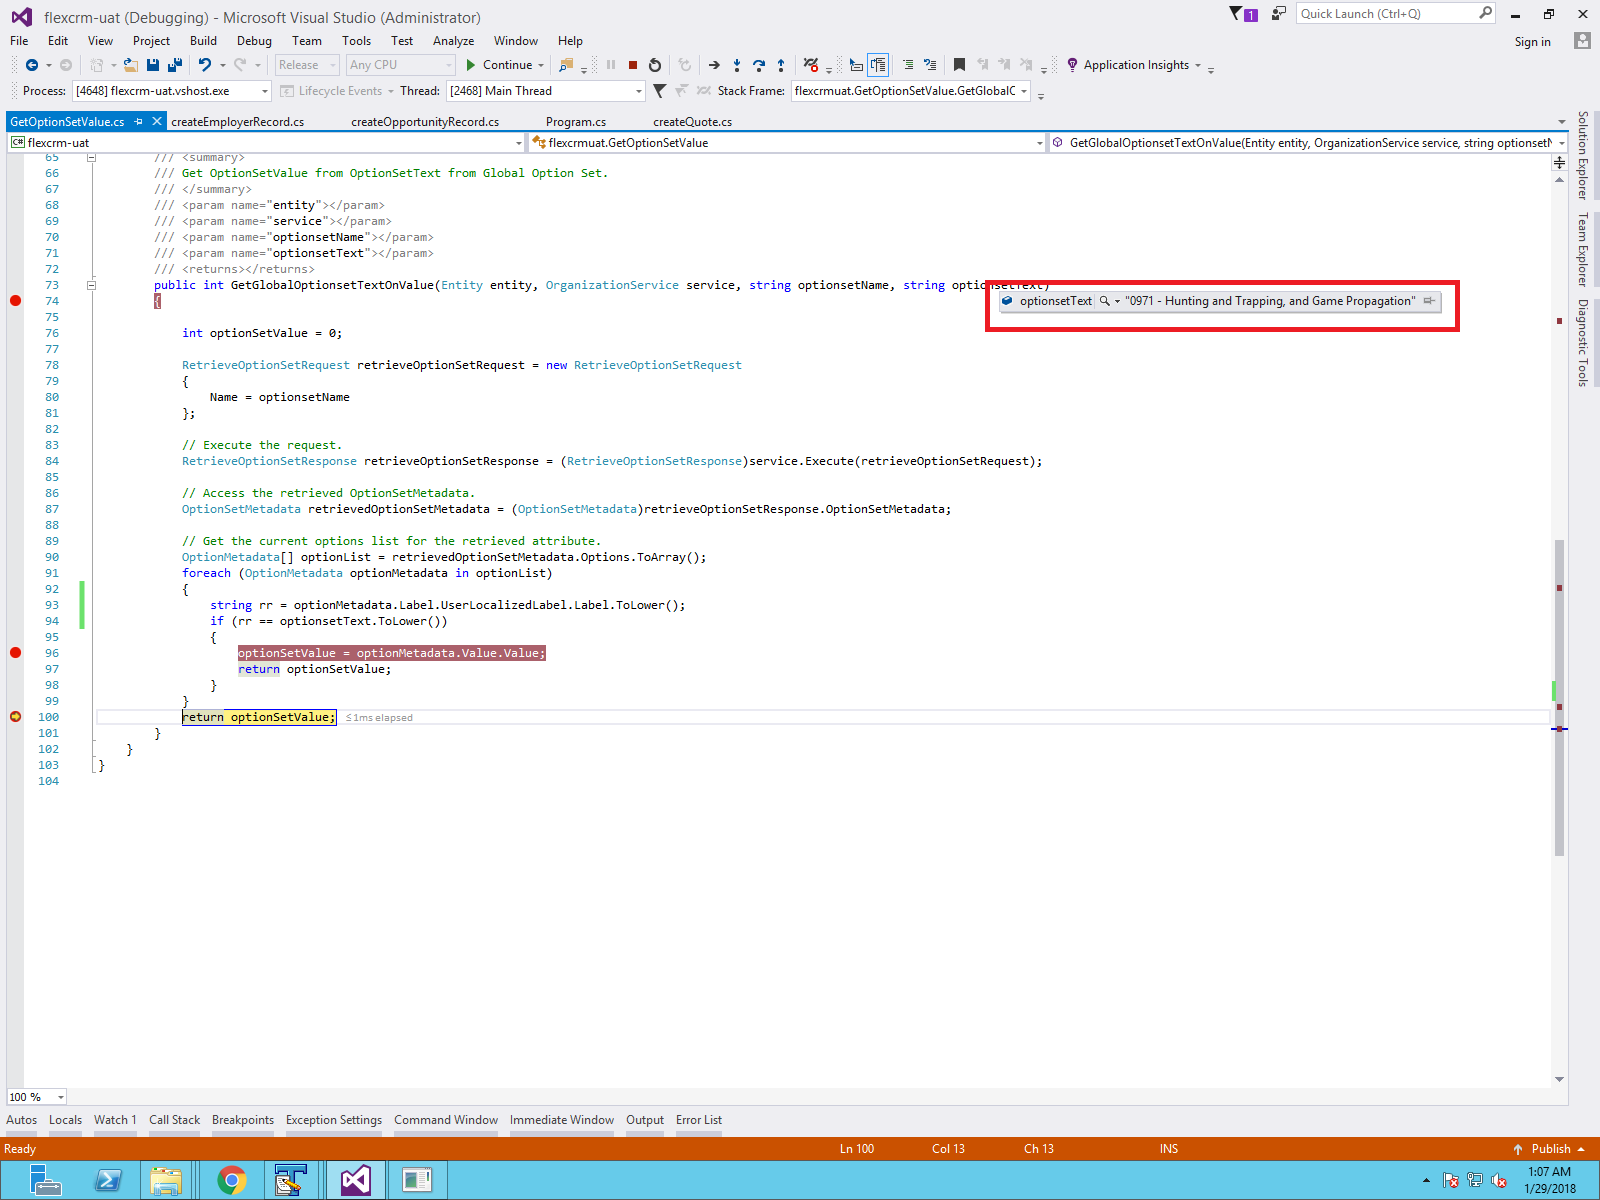 flexcrm-uat (Debugging) - Microsoft Visual Studio (Administrator)
1
Quick Launch (Ctrl+Q)
File Edit View Project Build Debug Team Tools Test Analyze Window Help
Sign in
Release Any CPU Continue Application Insights
Process: [4648] flexcrm-uat.vshost.exe Lifecycle Events Thread: [2468] Main Thread Stack Frame: flexcrmuat.GetOptionSetValue.GetGlobalC
GetOptionSetValue.cs createEmployerRecord.cs createOpportunityRecord.cs Program.cs createQuote.cs
C# flexcrm-uat flexcrmuat.GetOptionSetValue GetGlobalOptionsetTextOnValue(Entity entity, OrganizationService service, string optionsetN
Solution Explorer
Team Explorer
Diagnostic Tools
65 /// <summary>
66 /// Get OptionSetValue from OptionSetText from Global Option Set.
67 /// </summary>
68 /// <param name="entity"></param>
69 /// <param name="service"></param>
70 /// <param name="optionsetName"></param>
71 /// <param name="optionsetText"></param>
72 /// <returns></returns>
73 public int GetGlobalOptionsetTextOnValue(Entity entity, OrganizationService service, string optionsetName, string optionsetText)
74 {
optionsetText "0971 - Hunting and Trapping, and Game Propagation"
75
76 int optionSetValue = 0;
77
78 RetrieveOptionSetRequest retrieveOptionSetRequest = new RetrieveOptionSetRequest
79 {
80 Name = optionsetName
81 };
82
83 // Execute the request.
84 RetrieveOptionSetResponse retrieveOptionSetResponse = (RetrieveOptionSetResponse)service.Execute(retrieveOptionSetRequest);
85
86 // Access the retrieved OptionSetMetadata.
87 OptionSetMetadata retrievedOptionSetMetadata = (OptionSetMetadata)retrieveOptionSetResponse.OptionSetMetadata;
88
89 // Get the current options list for the retrieved attribute.
90 OptionMetadata[] optionList = retrievedOptionSetMetadata.Options.ToArray();
91 foreach (OptionMetadata optionMetadata in optionList)
92 {
93 string rr = optionMetadata.Label.UserLocalizedLabel.Label.ToLower();
94 if (rr == optionsetText.ToLower())
95 {
96 optionSetValue = optionMetadata.Value.Value;
97 return optionSetValue;
98 }
99 }
100 return optionSetValue; ≤1ms elapsed
101 }
102 }
103 }
104
100 %
Autos Locals Watch 1 Call Stack Breakpoints Exception Settings Command Window Immediate Window Output Error List
Ready Ln 100 Col 13 Ch 13 INS Publish
1:07 AM
1/29/2018